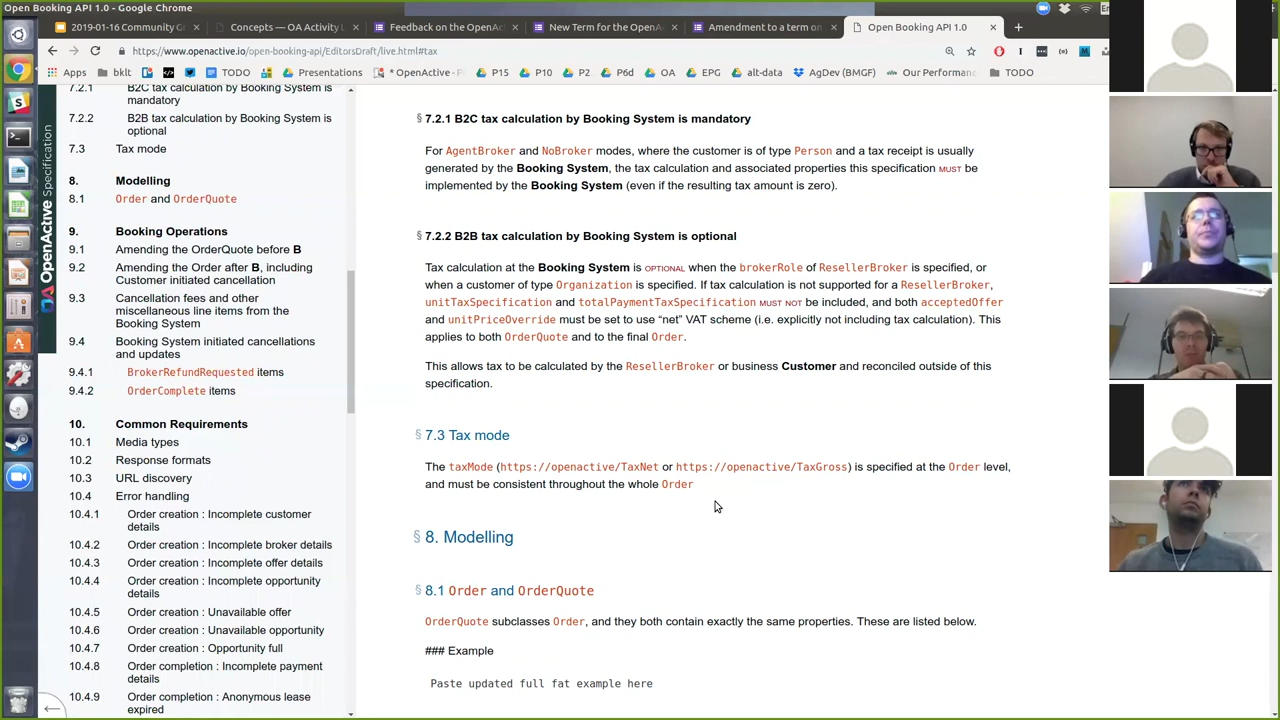 Open Booking API 1.0 - Google Chrome
2019-01-16 Community G
Concepts — OA Activity L
Feedback on the OpenActi
New Term for the OpenA
Amendment to a term on
Open Booking API 1.0
https://www.openactive.io/open-booking-api/EditorsDraft/live.html#tax
Apps
bklt
TODO
Presentations
* OpenActive - P
P15
P10
P2
P6d
OA
EPG
alt-data
AgDev (BMGF)
Our Performanc
TODO
OpenActive Specification
7.2.1 B2C tax calculation by Booking System is
mandatory
7.2.2 B2B tax calculation by Booking System is
optional
7.3 Tax mode
8. Modelling
8.1 Order and OrderQuote
9. Booking Operations
9.1 Amending the OrderQuote before B
9.2 Amending the Order after B, including
Customer initiated cancellation
9.3 Cancellation fees and other
miscellaneous line items from the
Booking System
9.4 Booking System initiated cancellations
and updates
9.4.1 BrokerRefundRequested items
9.4.2 OrderComplete items
10. Common Requirements
10.1 Media types
10.2 Response formats
10.3 URL discovery
10.4 Error handling
10.4.1 Order creation : Incomplete customer
details
10.4.2 Order creation : Incomplete broker details
10.4.3 Order creation : Incomplete offer details
10.4.4 Order creation : Incomplete opportunity
details
10.4.5 Order creation : Unavailable offer
10.4.6 Order creation : Unavailable opportunity
10.4.7 Order creation : Opportunity full
10.4.8 Order completion : Incomplete payment
details
10.4.9 Order completion : Anonymous lease
expired
§ 7.2.1 B2C tax calculation by Booking System is mandatory
For AgentBroker and NoBroker modes, where the customer is of type Person and a tax receipt is usually
generated by the Booking System, the tax calculation and associated properties this specification MUST be
implemented by the Booking System (even if the resulting tax amount is zero).
§ 7.2.2 B2B tax calculation by Booking System is optional
Tax calculation at the Booking System is OPTIONAL when the brokerRole of ResellerBroker is specified, or
when a customer of type Organization is specified. If tax calculation is not supported for a ResellerBroker,
unitTaxSpecification and totalPaymentTaxSpecification MUST NOT be included, and both acceptedOffer
and unitPriceOverride must be set to use “net” VAT scheme (i.e. explicitly not including tax calculation). This
applies to both OrderQuote and to the final Order.
This allows tax to be calculated by the ResellerBroker or business Customer and reconciled outside of this
specification.
§ 7.3 Tax mode
The taxMode (https://openactive/TaxNet or https://openactive/TaxGross) is specified at the Order level,
and must be consistent throughout the whole Order
§ 8. Modelling
§ 8.1 Order and OrderQuote
OrderQuote subclasses Order, and they both contain exactly the same properties. These are listed below.
### Example
Paste updated full fat example here